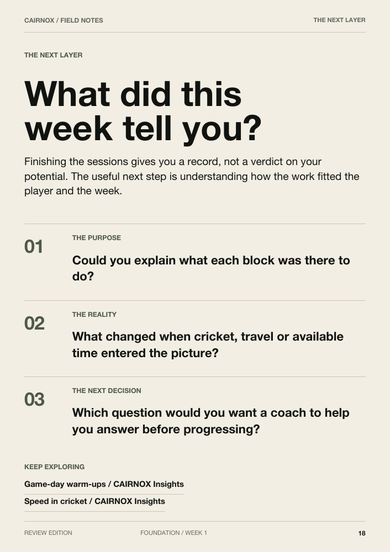 CAIRNOX / FIELD NOTES
THE NEXT LAYER
THE NEXT LAYER
What did this
week tell you?
Finishing the sessions gives you a record, not a verdict on your
potential. The useful next step is understanding how the work fitted the
player and the week.
01
THE PURPOSE
Could you explain what each block was there to
do?
02
THE REALITY
What changed when cricket, travel or available
time entered the picture?
03
THE NEXT DECISION
Which question would you want a coach to help
you answer before progressing?
KEEP EXPLORING
Game-day warm-ups / CAIRNOX Insights
Speed in cricket / CAIRNOX Insights
REVIEW EDITION
FOUNDATION / WEEK 1
18